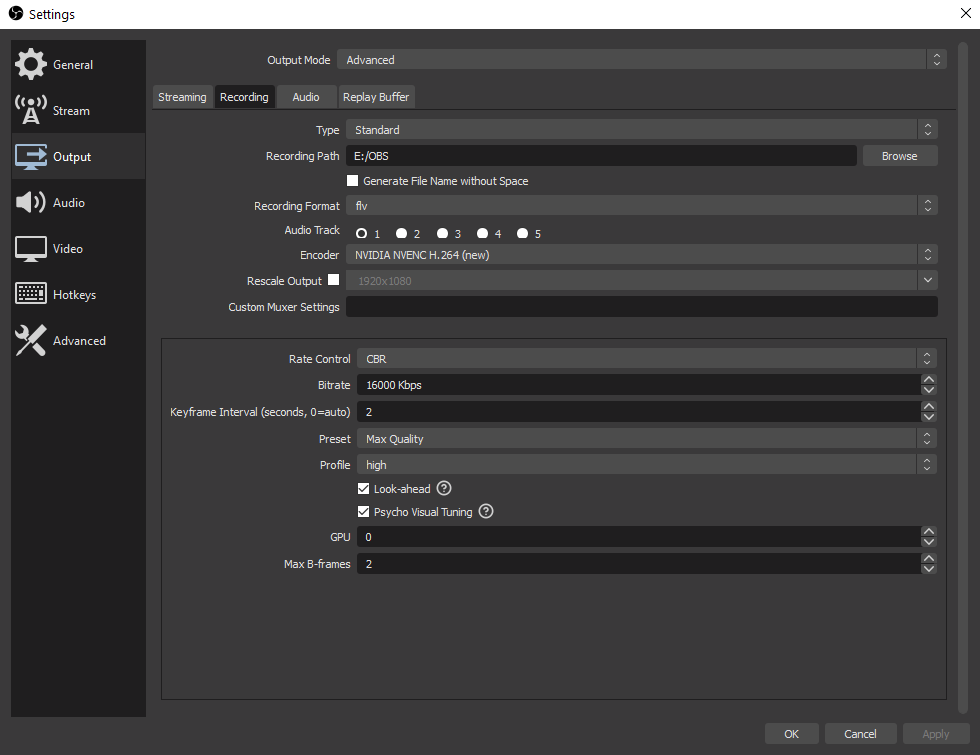 Settings
General
Stream
Output
Audio
Video
Hotkeys
Advanced
Output Mode Advanced
Streaming Recording Audio Replay Buffer
Type Standard
Recording Path E:/OBS Browse
Generate File Name without Space
Recording Format flv
Audio Track 1 2 3 4 5
Encoder NVIDIA NVENC H.264 (new)
Rescale Output 1920x1080
Custom Muxer Settings
Rate Control CBR
Bitrate 16000 Kbps
Keyframe Interval (seconds, 0=auto) 2
Preset Max Quality
Profile high
Look-ahead ?
Psycho Visual Tuning ?
GPU 0
Max B-frames 2
OK Cancel Apply